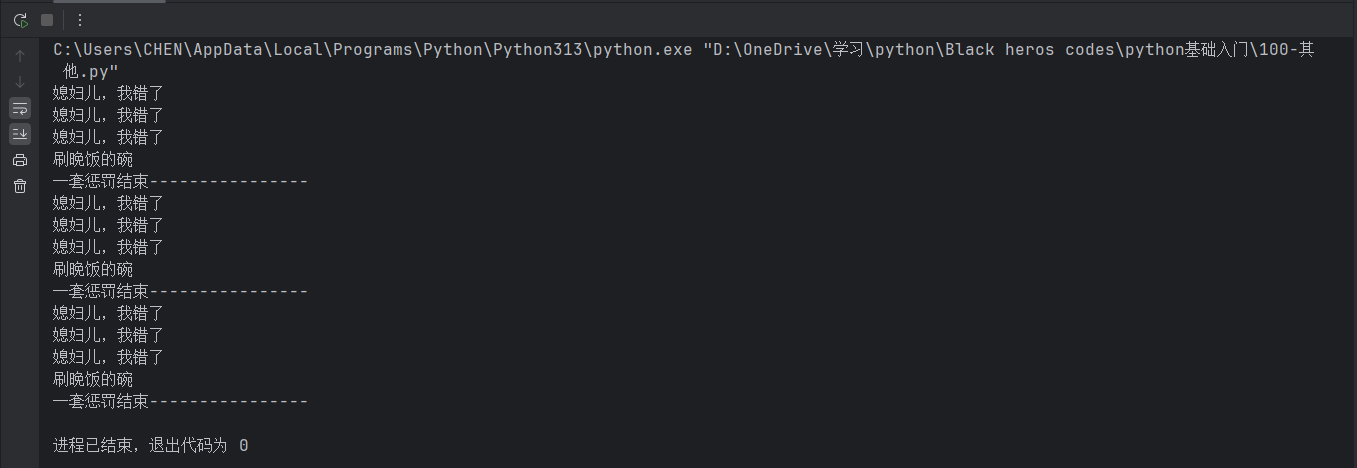 C:\Users\CHEN\AppData\Local\Programs\Python\Python313\python.exe "D:\OneDrive\学习\python\Black heros codes\python基础入门\100-其
他.py"
媳妇儿，我错了
媳妇儿，我错了
媳妇儿，我错了
刷晚饭的碗
一套惩罚结束----------------
媳妇儿，我错了
媳妇儿，我错了
媳妇儿，我错了
刷晚饭的碗
一套惩罚结束----------------
媳妇儿，我错了
媳妇儿，我错了
媳妇儿，我错了
刷晚饭的碗
一套惩罚结束----------------
进程已结束，退出代码为 0